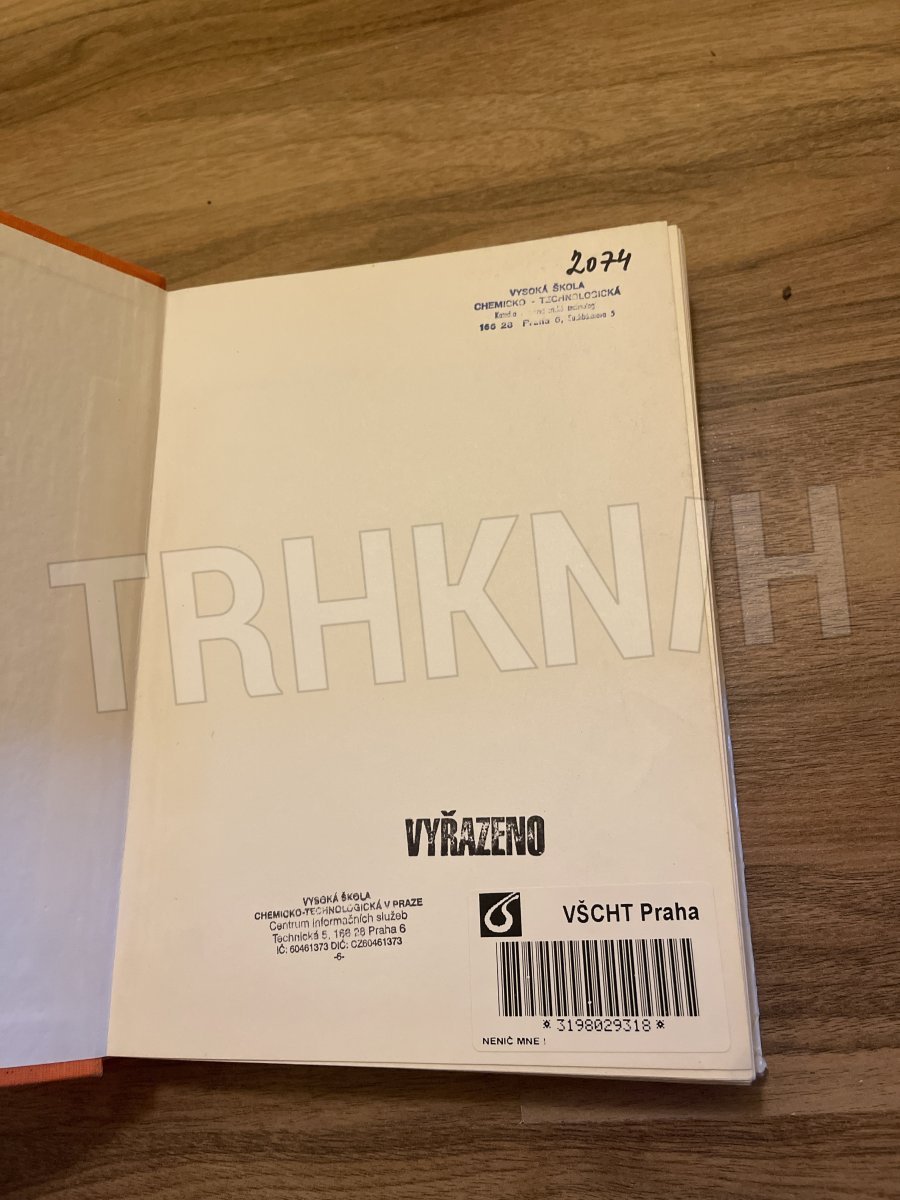 2074
VYSOKÁ ŠKOLA
CHEMICKO - TECHNOLOGICKÁ
166 28 Praha 6,
TRHKNIH
VYŘAZENO
VYSOKÁ ŠKOLA
CHEMICKO-TECHNOLOGICKÁ V PRAZE
Centrum informačních služeb
Technická 5, 166 28 Praha 6
IČ: 60461373 DIČ: CZ60461373
-6-
VŠCHT Praha
*3198029318*
NENIČ MNE !